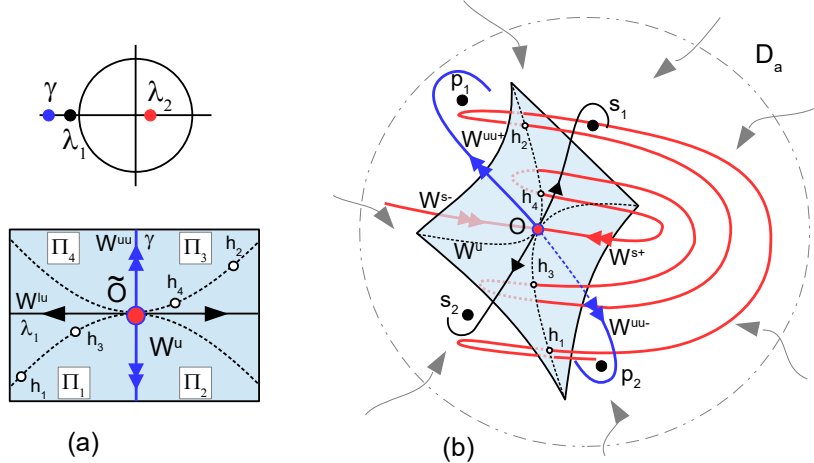 γ
λ₁
λ₂
Π₄
Wᵘᵘ
γ
Π₃
h₂
Õ
h₄
Wˡᵘ
λ₁
h₃
Wᵘ
h₁
Π₁
Π₂
(a)
Dₐ
p₁
s₁
h₂
Wᵘᵘ⁺
Wˢ⁻
h₄
O
Wᵘ
Wˢ⁺
h₃
s₂
Wᵘᵘ⁻
h₁
p₂
(b)